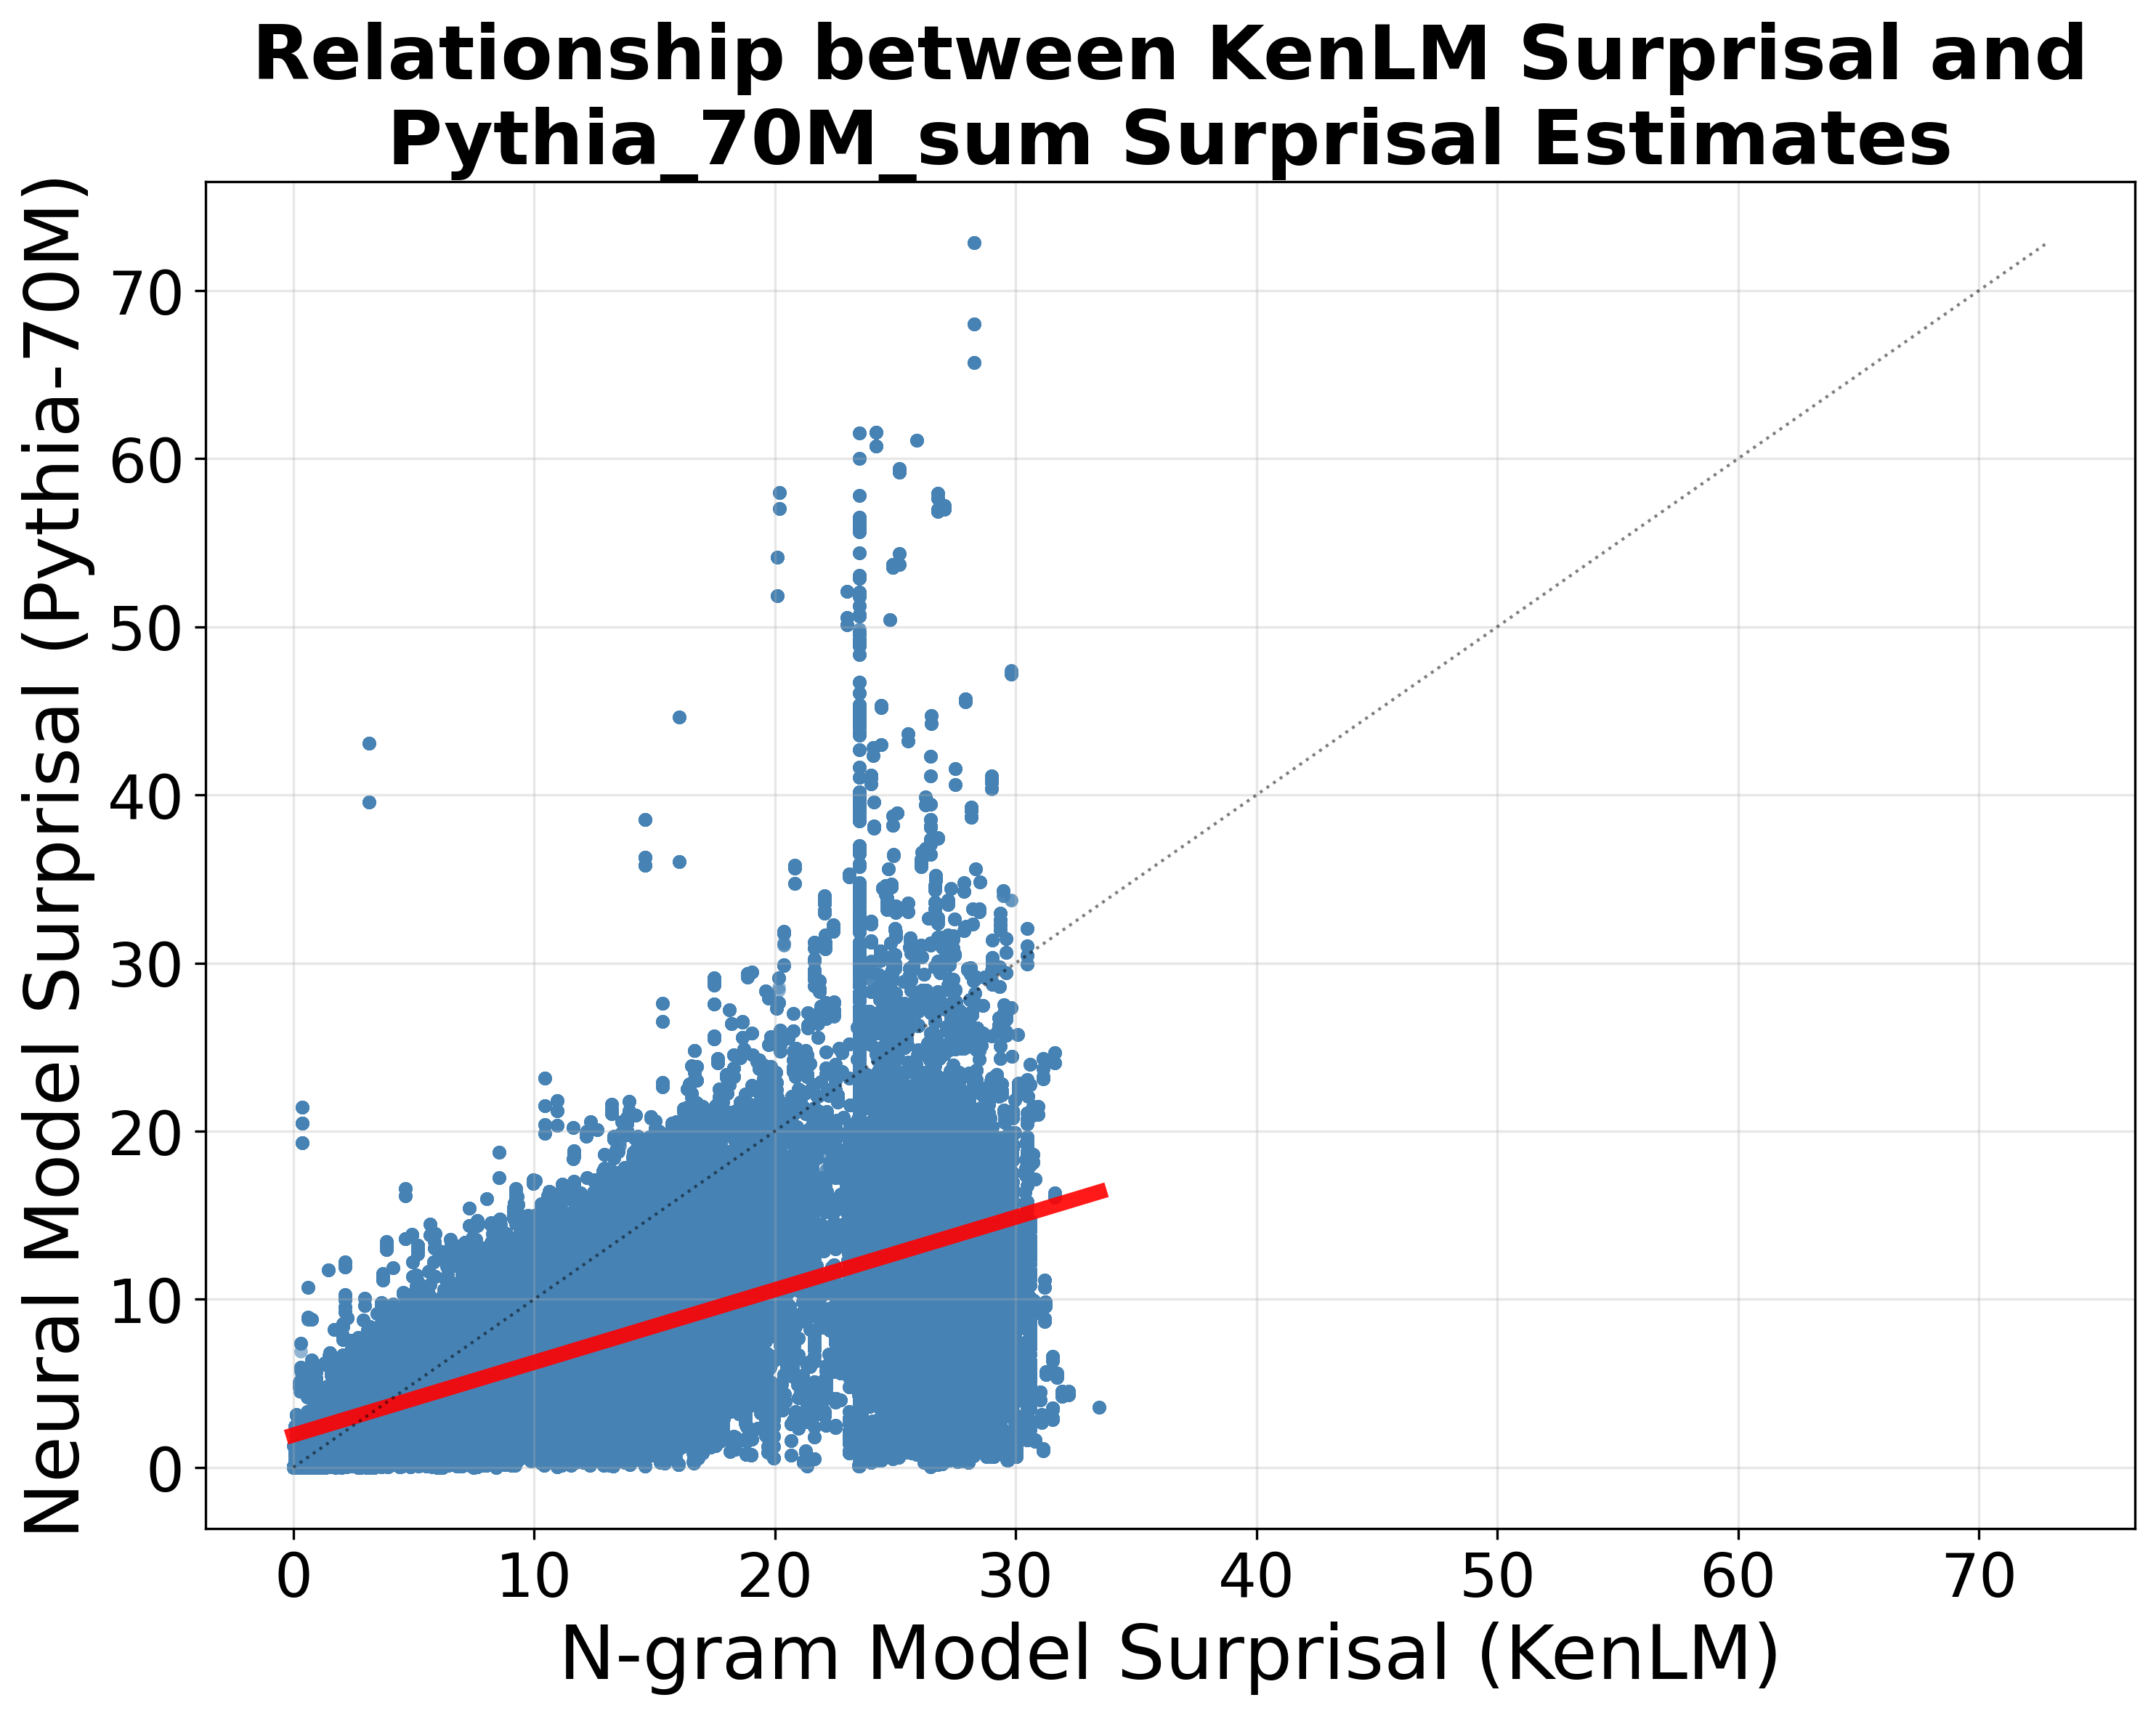 Relationship between KenLM Surprisal and
Pythia_70M_sum Surprisal Estimates
Neural Model Surprisal (Pythia-70M)
70
60
50
40
30
20
10
0
0 10 20 30 40 50 60 70
N-gram Model Surprisal (KenLM)